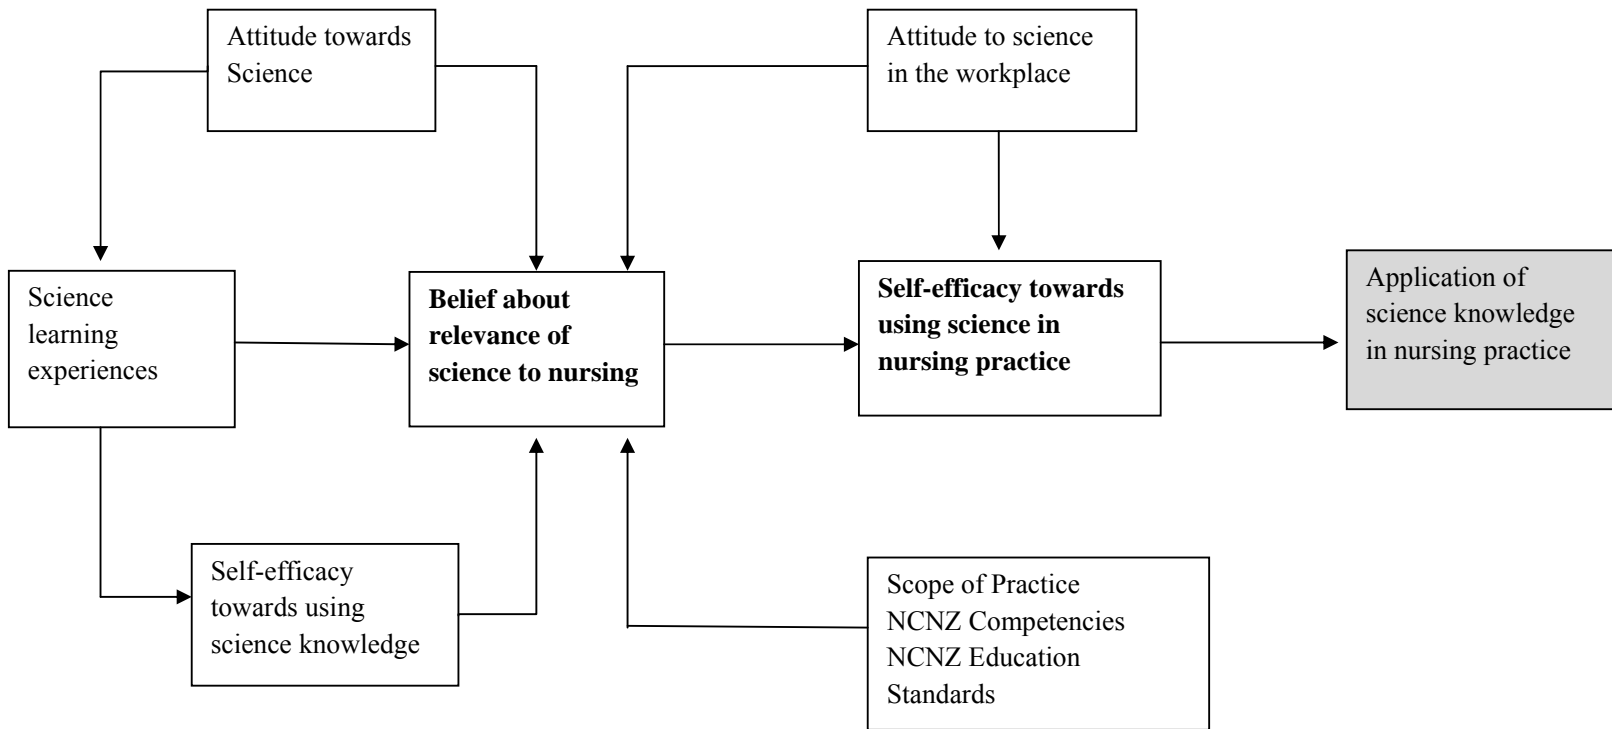 Attitude towards
Science
Attitude to science
in the workplace
Science
learning
experiences
Belief about
relevance of
science to nursing
Self-efficacy towards
using science in
nursing practice
Application of
science knowledge
in nursing practice
Self-efficacy
towards using
science knowledge
Scope of Practice
NCNZ Competencies
NCNZ Education
Standards